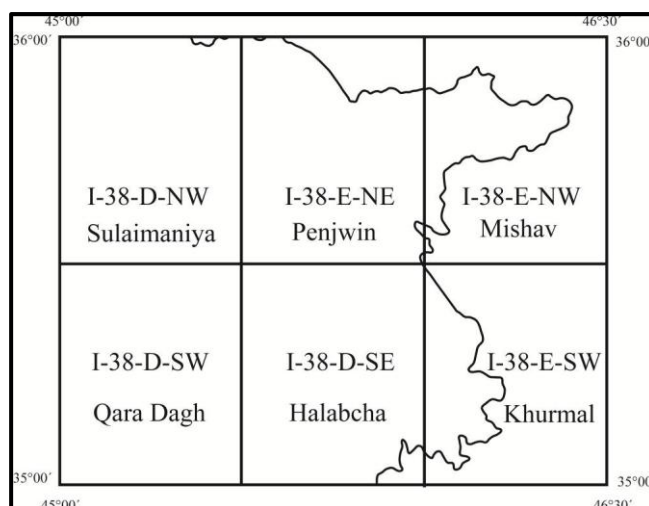 45°00´ 46°30´
36°00´ 36°00´
I-38-D-NW I-38-E-NE I-38-E-NW
Sulaimaniya Penjwin Mishav
I-38-D-SW I-38-D-SE I-38-E-SW
Qara Dagh Halabcha Khurmal
35°00´ 35°00´
45°00´ 46°30´